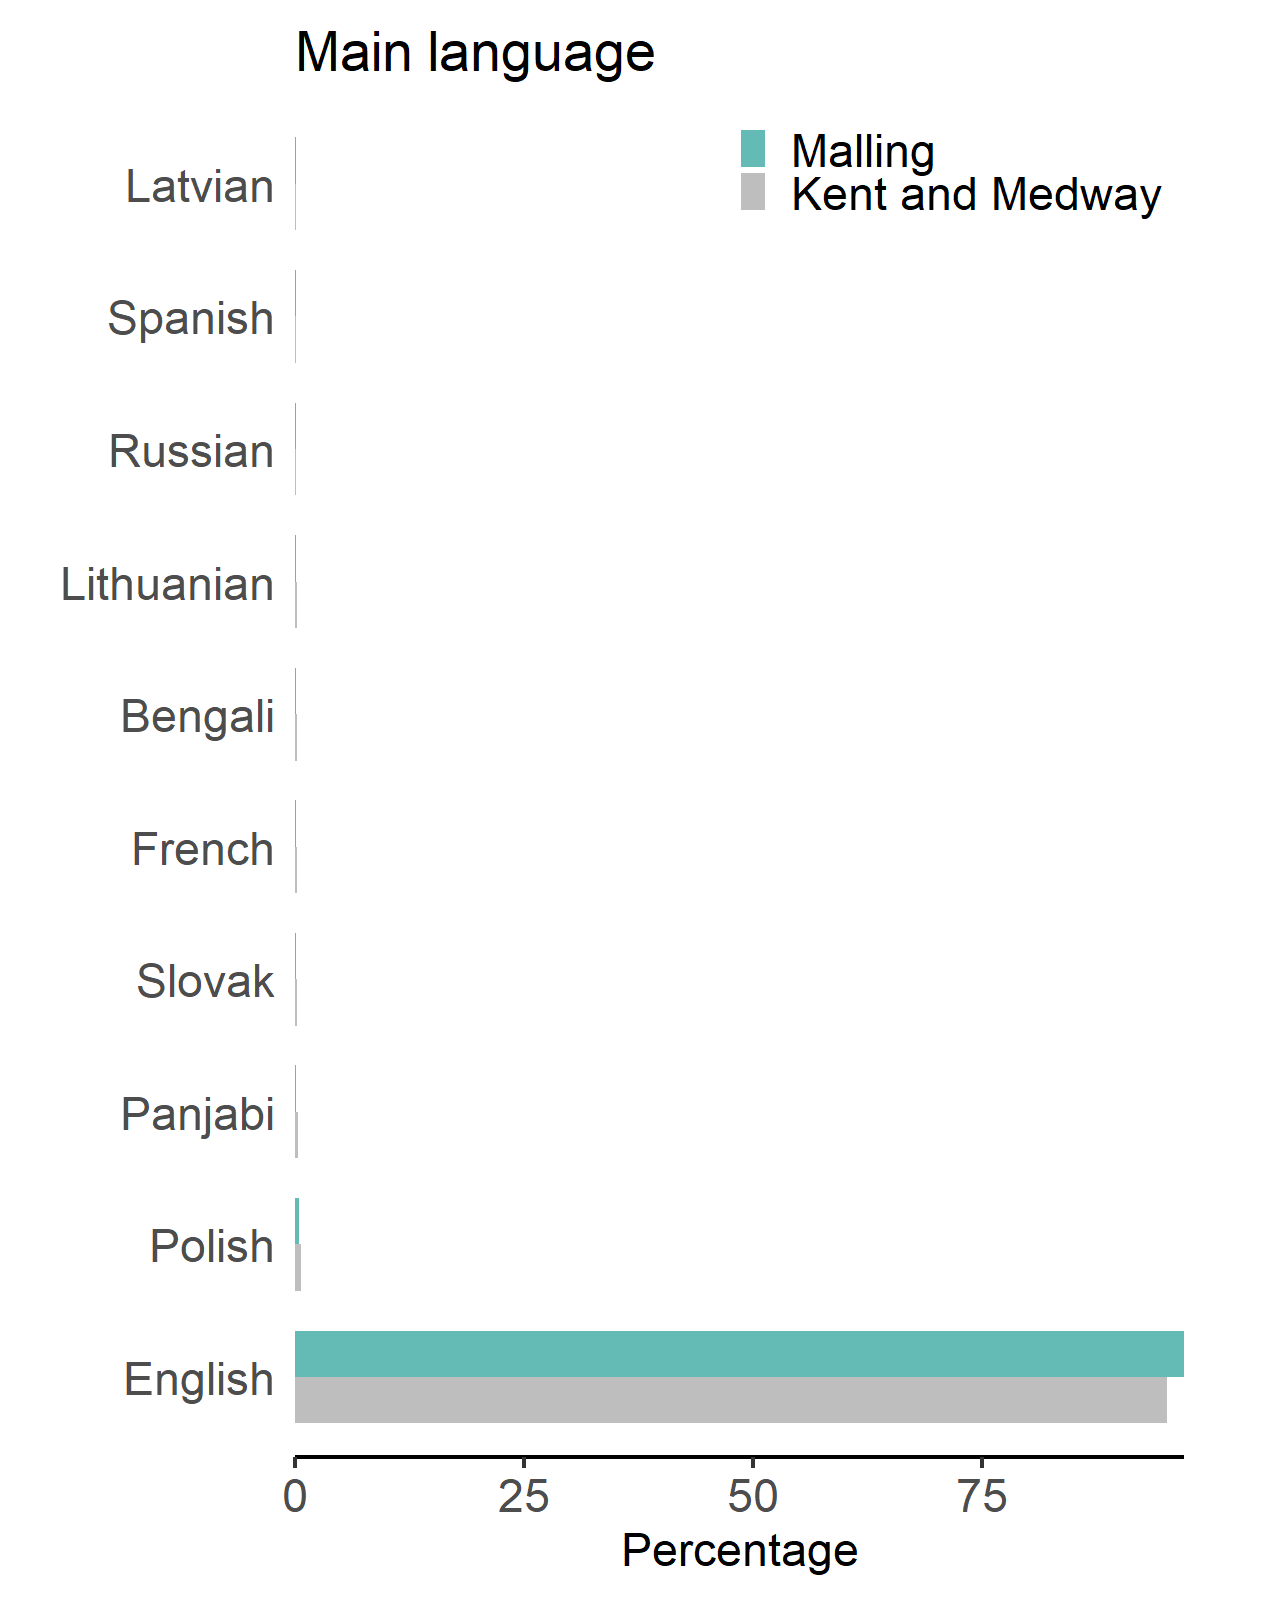 Main language
Malling
Kent and Medway
Latvian
Spanish
Russian
Lithuanian
Bengali
French
Slovak
Panjabi
Polish
English
0 25 50 75
Percentage